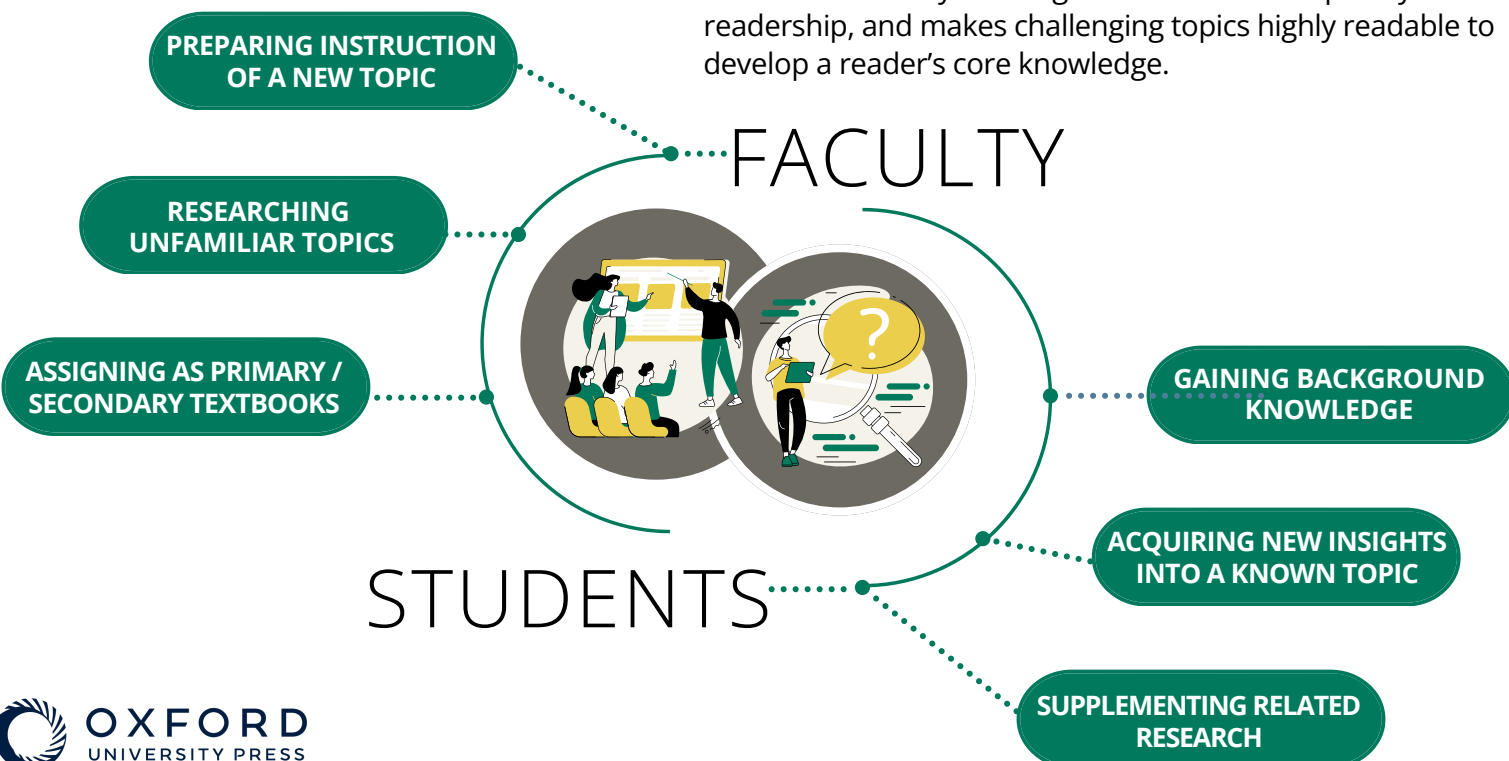 readership, and makes challenging topics highly readable to
develop a reader's core knowledge.
PREPARING INSTRUCTION
OF A NEW TOPIC
FACULTY
RESEARCHING
UNFAMILIAR TOPICS
ASSIGNING AS PRIMARY /
SECONDARY TEXTBOOKS
?
GAINING BACKGROUND
KNOWLEDGE
ACQUIRING NEW INSIGHTS
INTO A KNOWN TOPIC
STUDENTS
SUPPLEMENTING RELATED
RESEARCH
OXFORD
UNIVERSITY PRESS